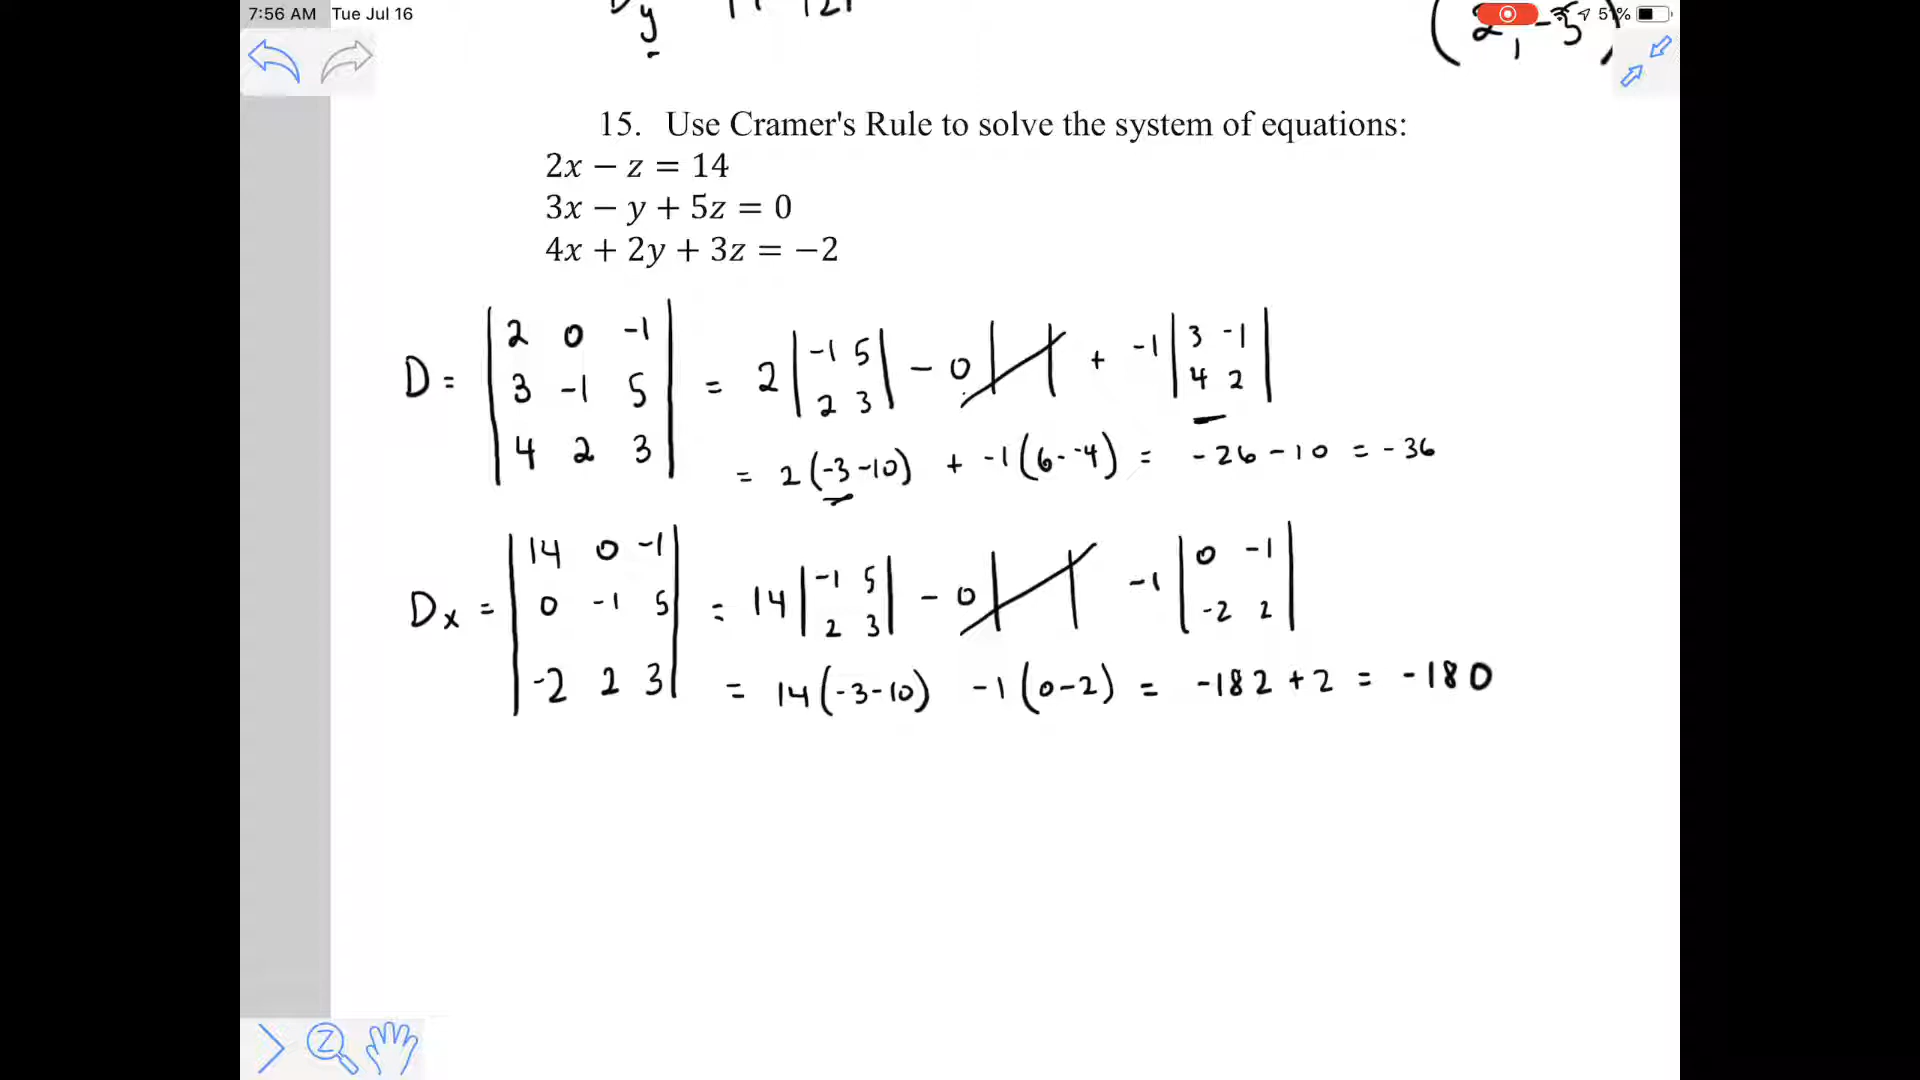 7:56 AM Tue Jul 16 51%
y
(2, -5)
15. Use Cramer's Rule to solve the system of equations:
2x − z = 14
3x − y + 5z = 0
4x + 2y + 3z = −2
D = |2 0 -1| = 2|-1 5| - 0| | + -1|3 -1|
|3 -1 5| |2 3| |4 2|
|4 2 3| = 2(-3-10) + -1(6--4) = -26-10 = -36
Dx = |14 0 -1| = 14|-1 5| - 0| | -1|0 -1|
|0 -1 5| |2 3| |-2 2|
|-2 2 3| = 14(-3-10) -1(0-2) = -182+2 = -180
Z